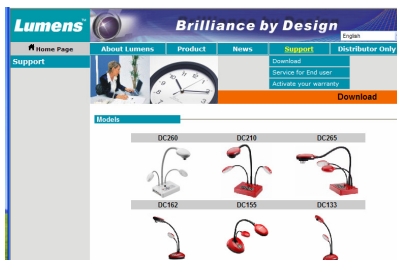 Lumens
Brilliance by Design
English
Home Page
About Lumens Product News Support Distributor Only
Support
Download
Service for End user
Activate your warranty
Download
Models
DC260 DC210 DC265
DC162 DC155 DC133